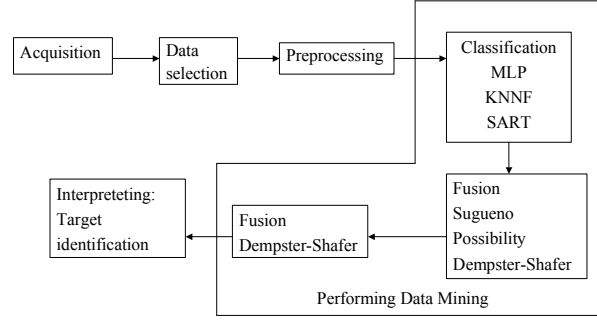 Acquisition
Data
selection
Preprocessing
Classification
MLP
KNNF
SART
Interpreteting:
Target
identification
Fusion
Dempster-Shafer
Fusion
Sugueno
Possibility
Dempster-Shafer
Performing Data Mining